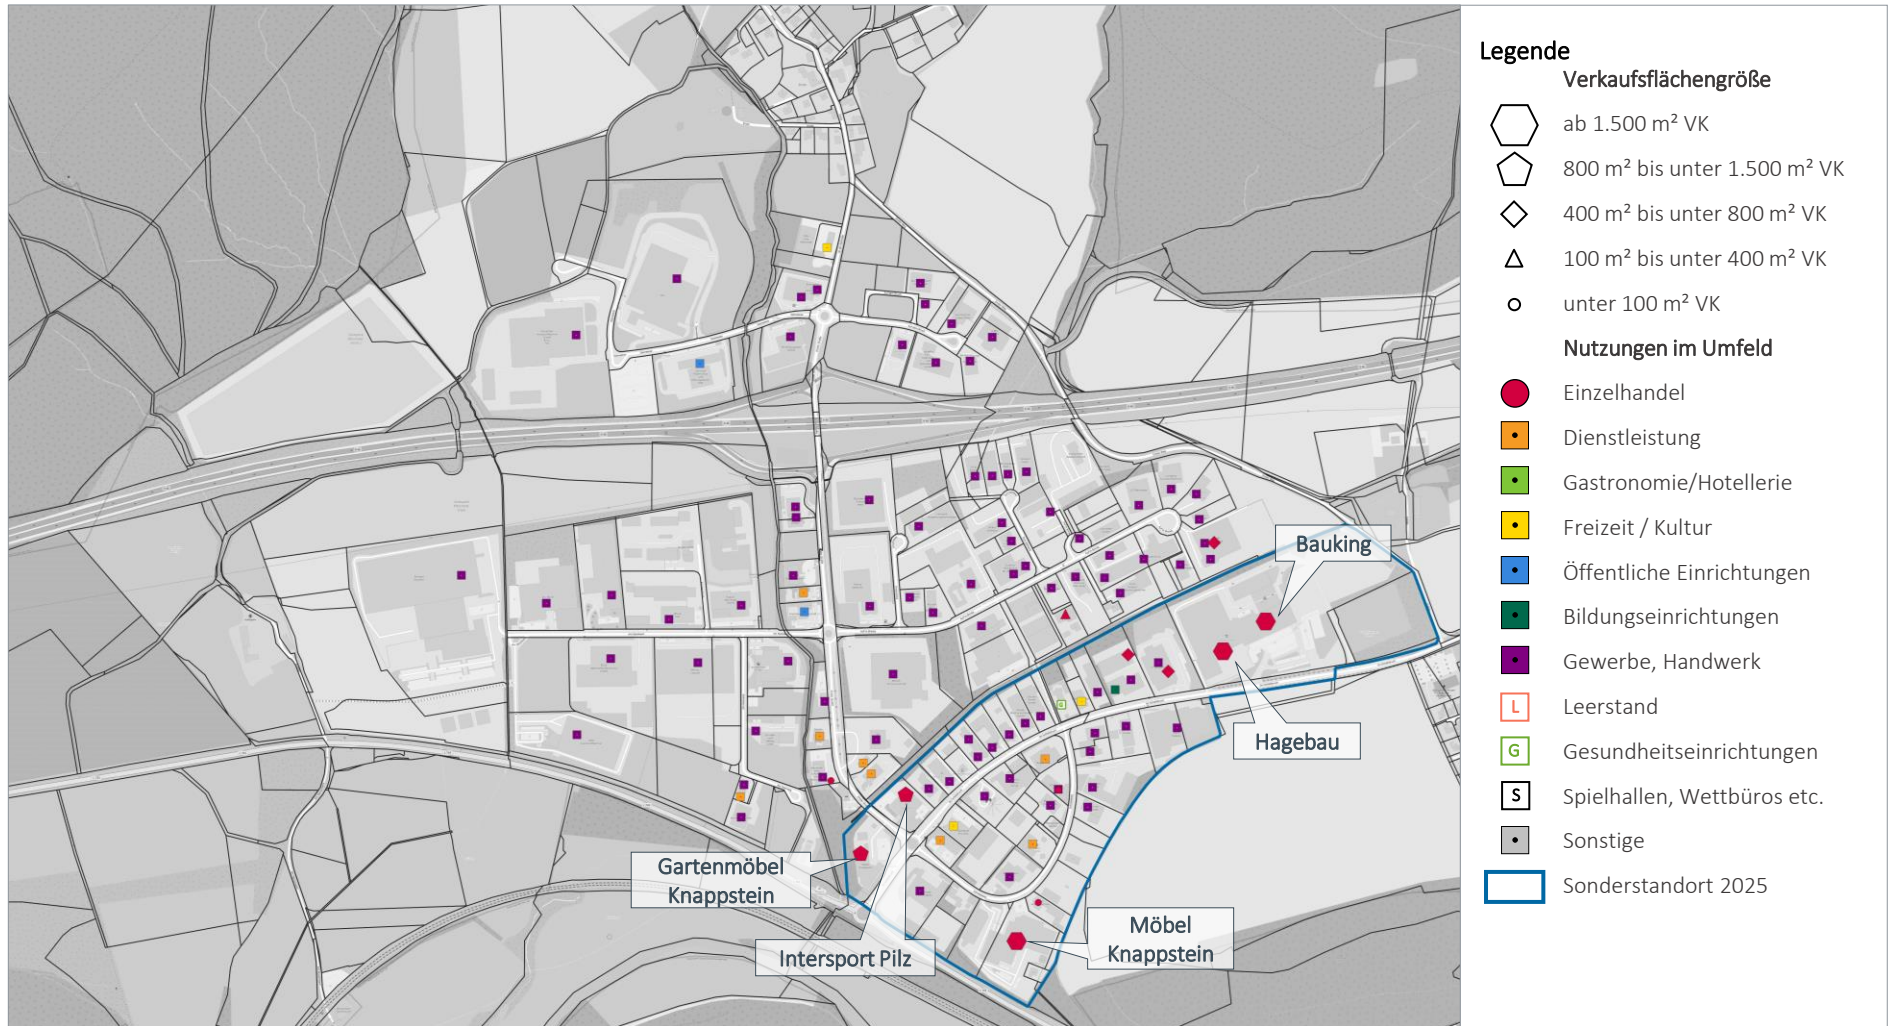 Bauking
Hagebau
Gartenmöbel
Knappstein
Intersport Pilz
Möbel
Knappstein
Legende
Verkaufsflächengröße
ab 1.500 m² VK
800 m² bis unter 1.500 m² VK
400 m² bis unter 800 m² VK
100 m² bis unter 400 m² VK
unter 100 m² VK
Nutzungen im Umfeld
Einzelhandel
Dienstleistung
Gastronomie/Hotellerie
Freizeit / Kultur
Öffentliche Einrichtungen
Bildungseinrichtungen
Gewerbe, Handwerk
L Leerstand
G Gesundheitseinrichtungen
S Spielhallen, Wettbüros etc.
Sonstige
Sonderstandort 2025